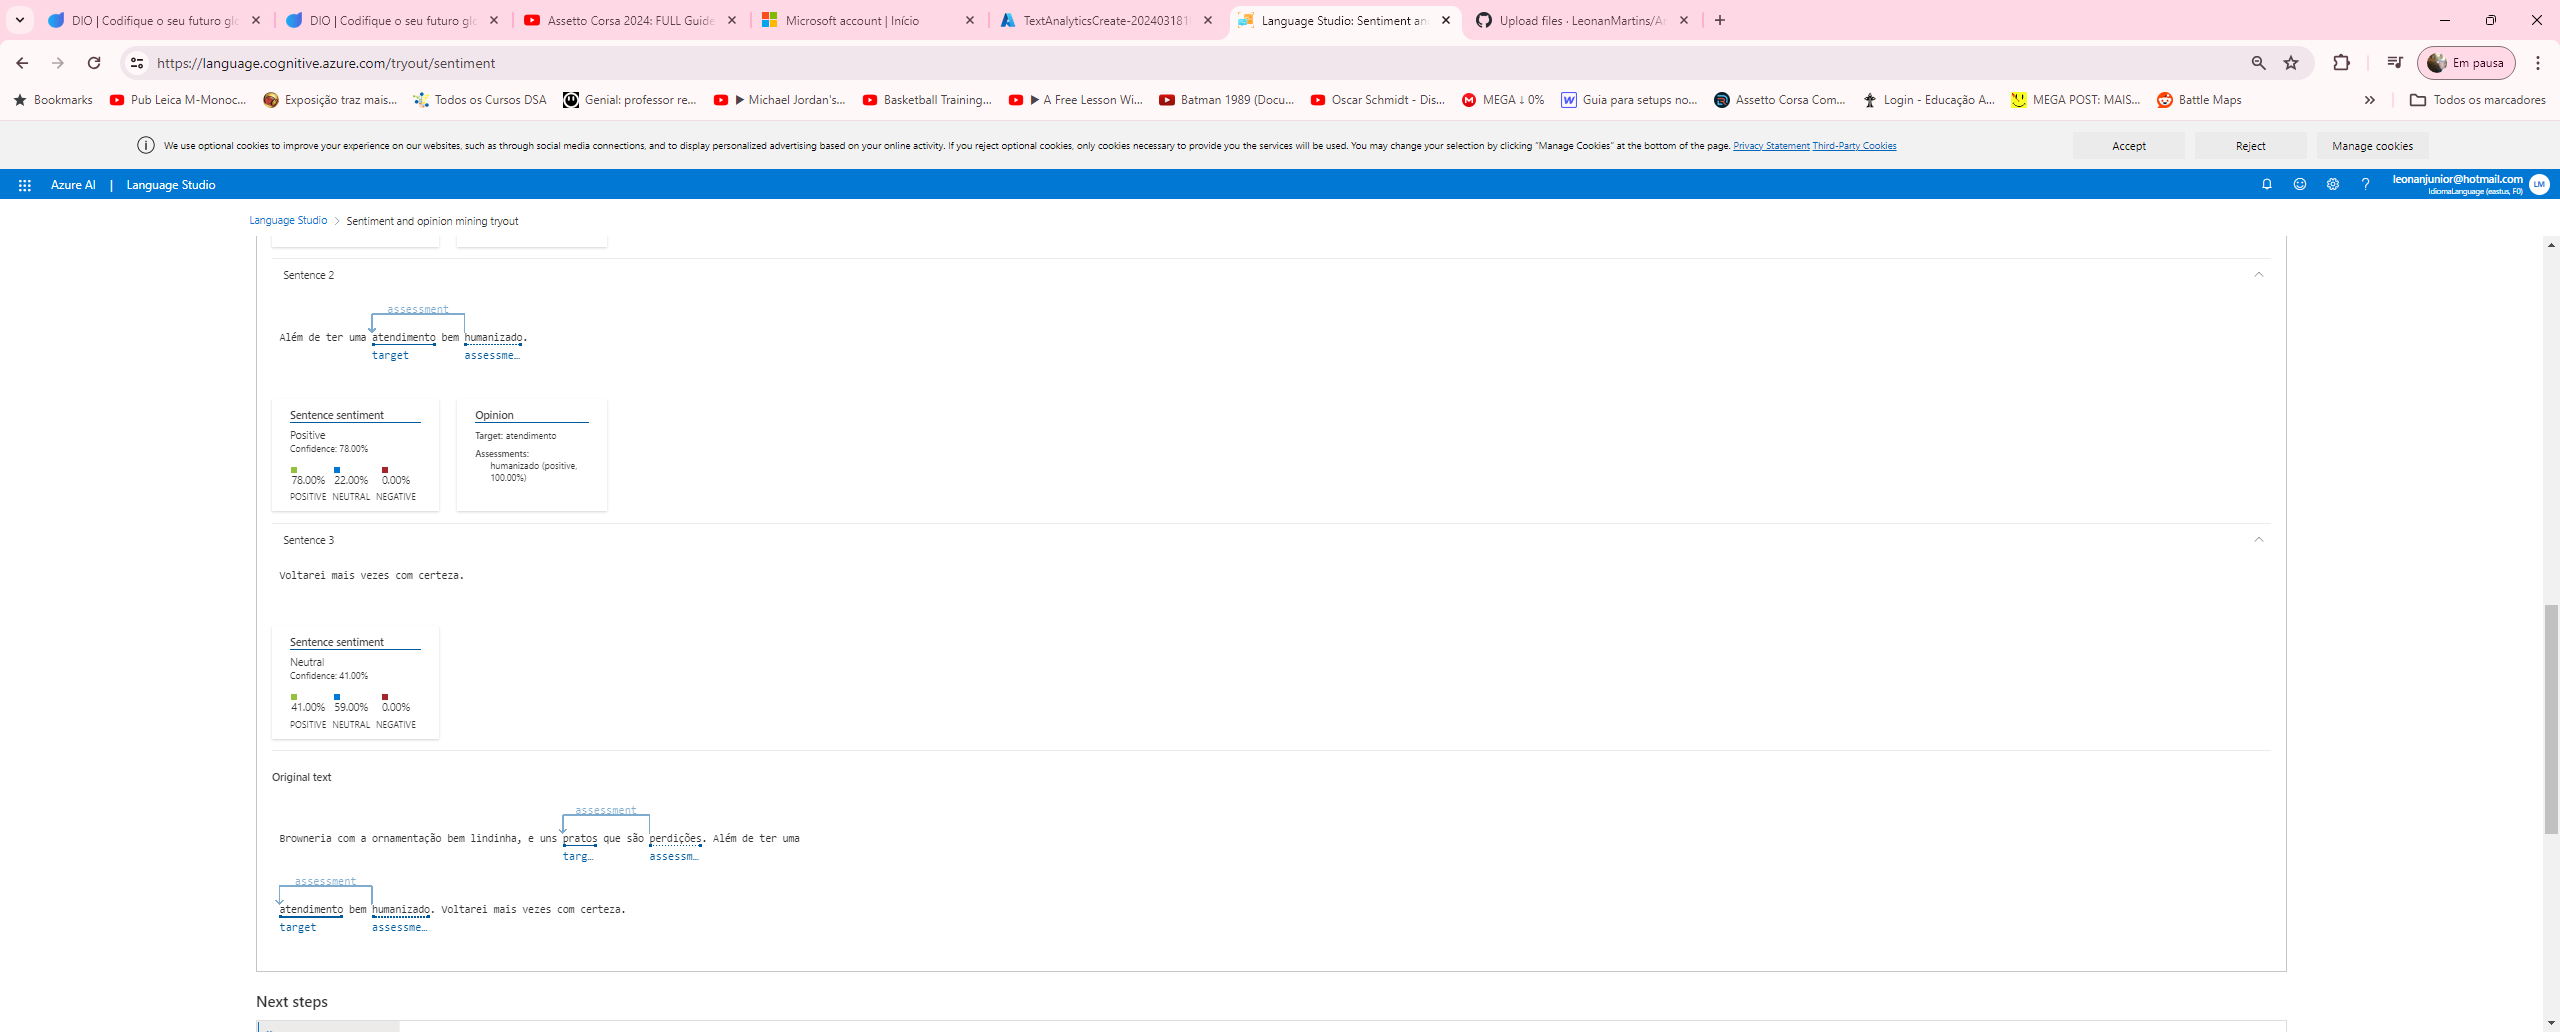 DIO | Codifique o seu futuro glo
DIO | Codifique o seu futuro glo
Assetto Corsa 2024: FULL Guide
Microsoft account | Início
TextAnalyticsCreate-2024031810
Language Studio: Sentiment and
Upload files · LeonanMartins/Ar
https://language.cognitive.azure.com/tryout/sentiment
Em pausa
Bookmarks
Pub Leica M-Monoc...
Exposição traz mais...
Todos os Cursos DSA
Genial: professor re...
▶ Michael Jordan's...
Basketball Training...
▶ A Free Lesson Wi...
Batman 1989 (Docu...
Oscar Schmidt - Dis...
MEGA ↓ 0%
Guia para setups no...
Assetto Corsa Com...
Login - Educação A...
MEGA POST: MAIS...
Battle Maps
»
Todos os marcadores
We use optional cookies to improve your experience on our websites, such as through social media connections, and to display personalized advertising based on your online activity. If you reject optional cookies, only cookies necessary to provide you the services will be used. You may change your selection by clicking "Manage Cookies" at the bottom of the page. Privacy Statement Third-Party Cookies
Accept
Reject
Manage cookies
Azure AI | Language Studio
leonanjunior@hotmail.com
IdiomaLanguage (eastus, F0)
LM
Language Studio > Sentiment and opinion mining tryout
Sentence 2
assessment
Além de ter uma atendimento bem humanizado.
target assessme…
Sentence sentiment
Positive
Confidence: 78.00%
78.00% 22.00% 0.00%
POSITIVE NEUTRAL NEGATIVE
Opinion
Target: atendimento
Assessments:
humanizado (positive,
100.00%)
Sentence 3
Voltarei mais vezes com certeza.
Sentence sentiment
Neutral
Confidence: 41.00%
41.00% 59.00% 0.00%
POSITIVE NEUTRAL NEGATIVE
Original text
assessment
Browneria com a ornamentação bem lindinha, e uns pratos que são perdições. Além de ter uma
targ… assessm…
assessment
atendimento bem humanizado. Voltarei mais vezes com certeza.
target assessme…
Next steps